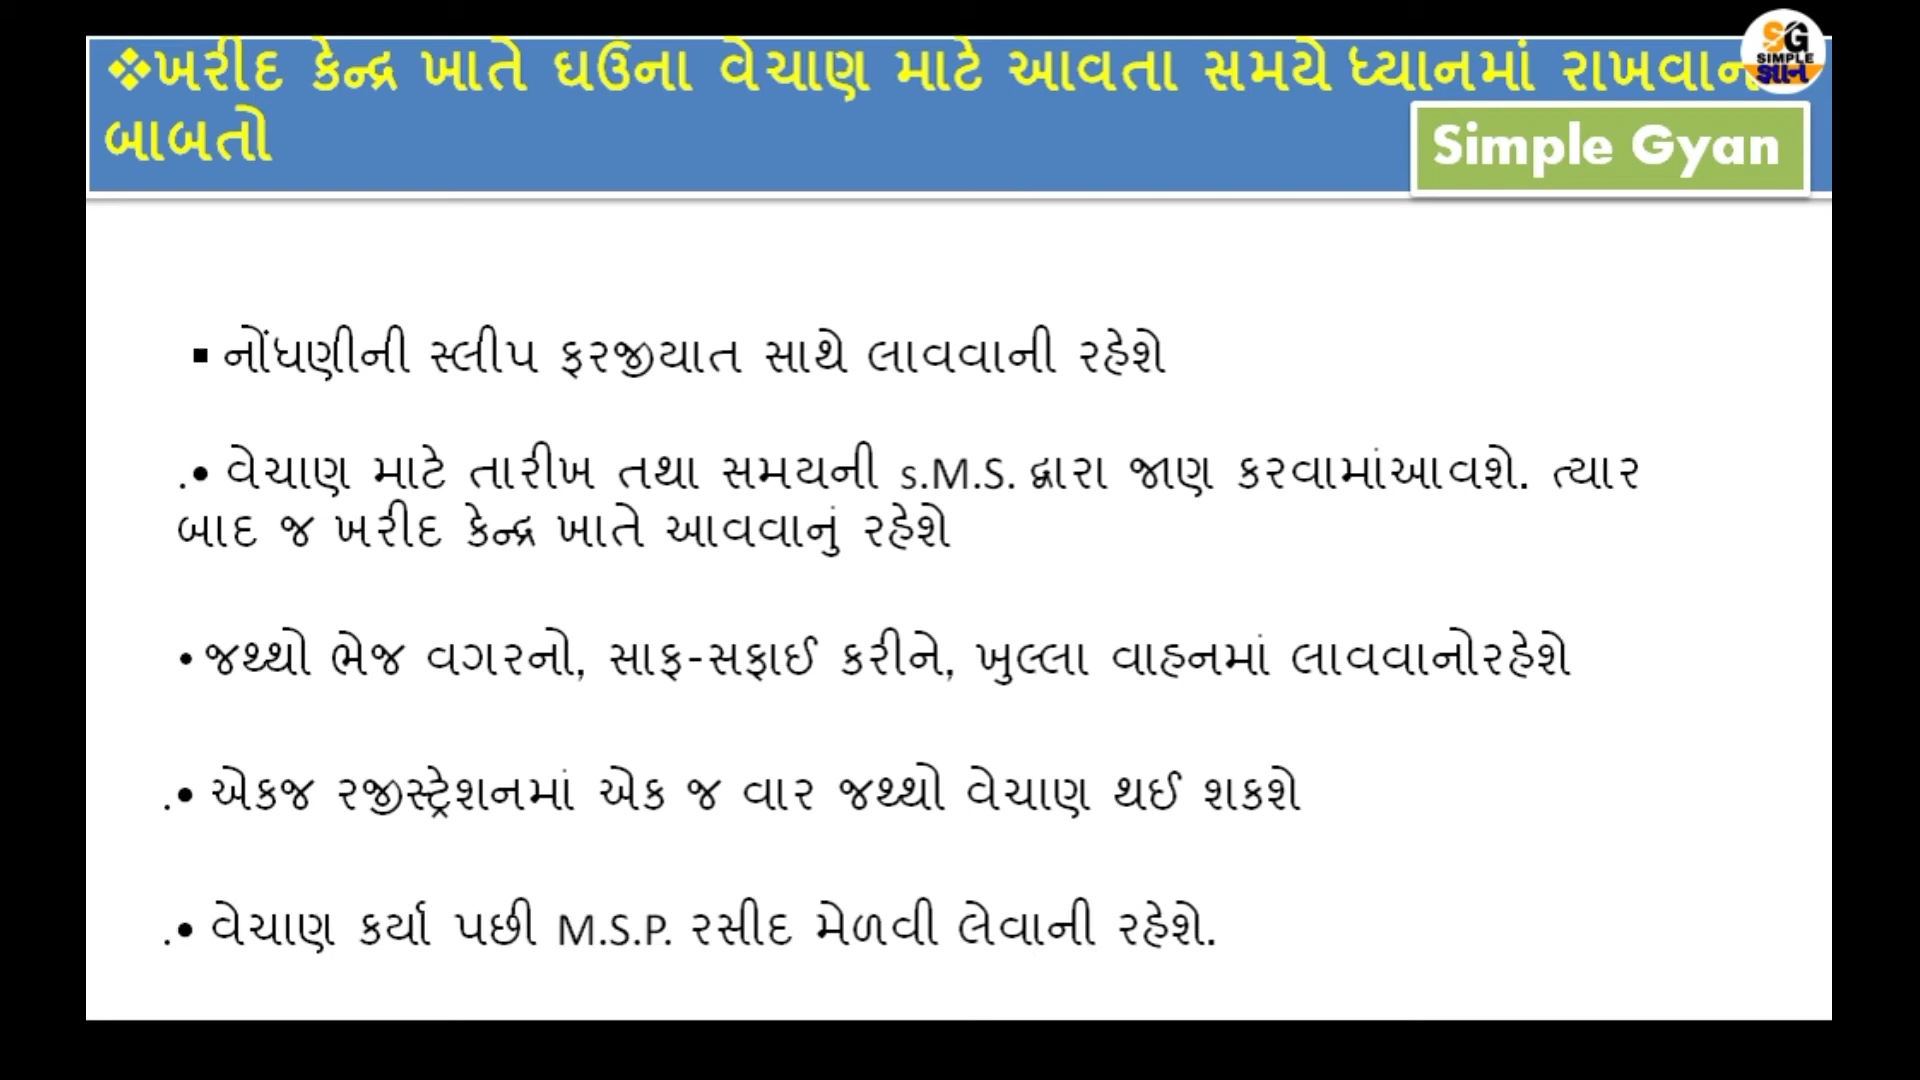 ❖ખરીદ કેન્દ્ર ખાતે ઘઉના વેચાણ માટે આવતા સમયે ધ્યાનમાં
બાબતો
SG
SIMPLE
જ્ઞાન
Simple Gyan
▪ નોંધણીની સ્લીપ ફરજીયાત સાથે લાવવાની રહેશે
.• વેચાણ માટે તારીખ તથા સમયની s.M.S. દ્વારા જાણ કરવામાંઆવશે. ત્યાર
બાદ જ ખરીદ કેન્દ્ર ખાતે આવવાનું રહેશે
• જથ્થો ભેજ વગરનો, સાફ-સફાઈ કરીને, ખુલ્લા વાહનમાં લાવવાનોરહેશે
.• એકજ રજીસ્ટ્રેશનમાં એક જ વાર જથ્થો વેચાણ થઈ શકશે
.• વેચાણ કર્યા પછી M.S.P. રસીદ મેળવી લેવાની રહેશે.